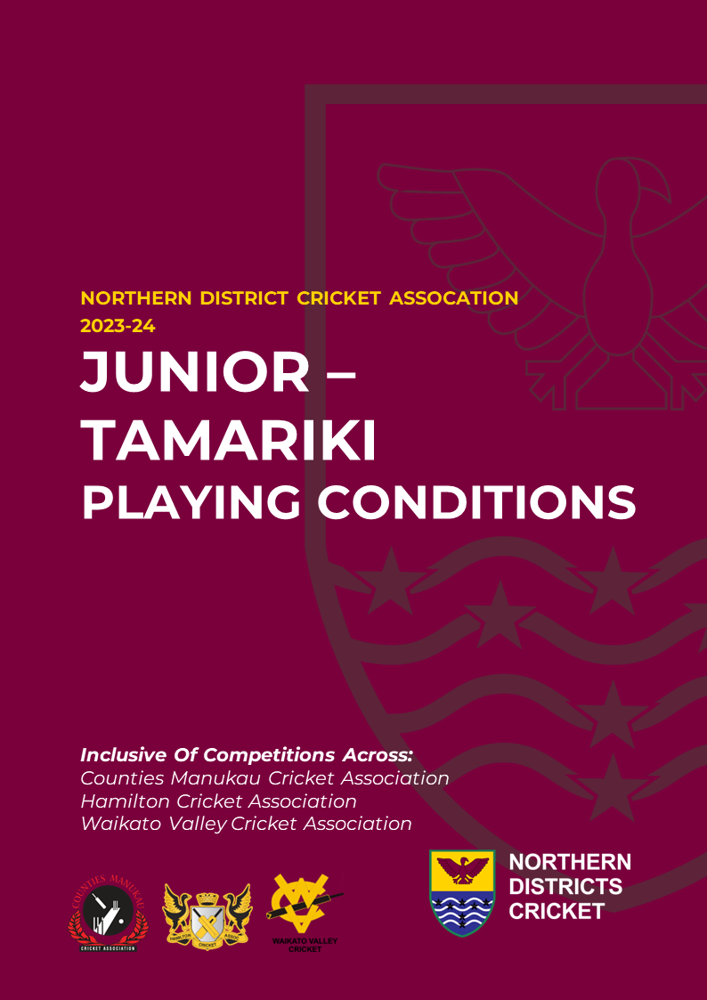 NORTHERN DISTRICT CRICKET ASSOCATION
2023-24
JUNIOR –
TAMARIKI
PLAYING CONDITIONS
Inclusive Of Competitions Across:
Counties Manukau Cricket Association
Hamilton Cricket Association
Waikato Valley Cricket Association
COUNTIES MANUKAU
CRICKET ASSOCIATION
HAMILTON CRICKET ASSOC
WAIKATO VALLEY
CRICKET
NORTHERN
DISTRICTS
CRICKET